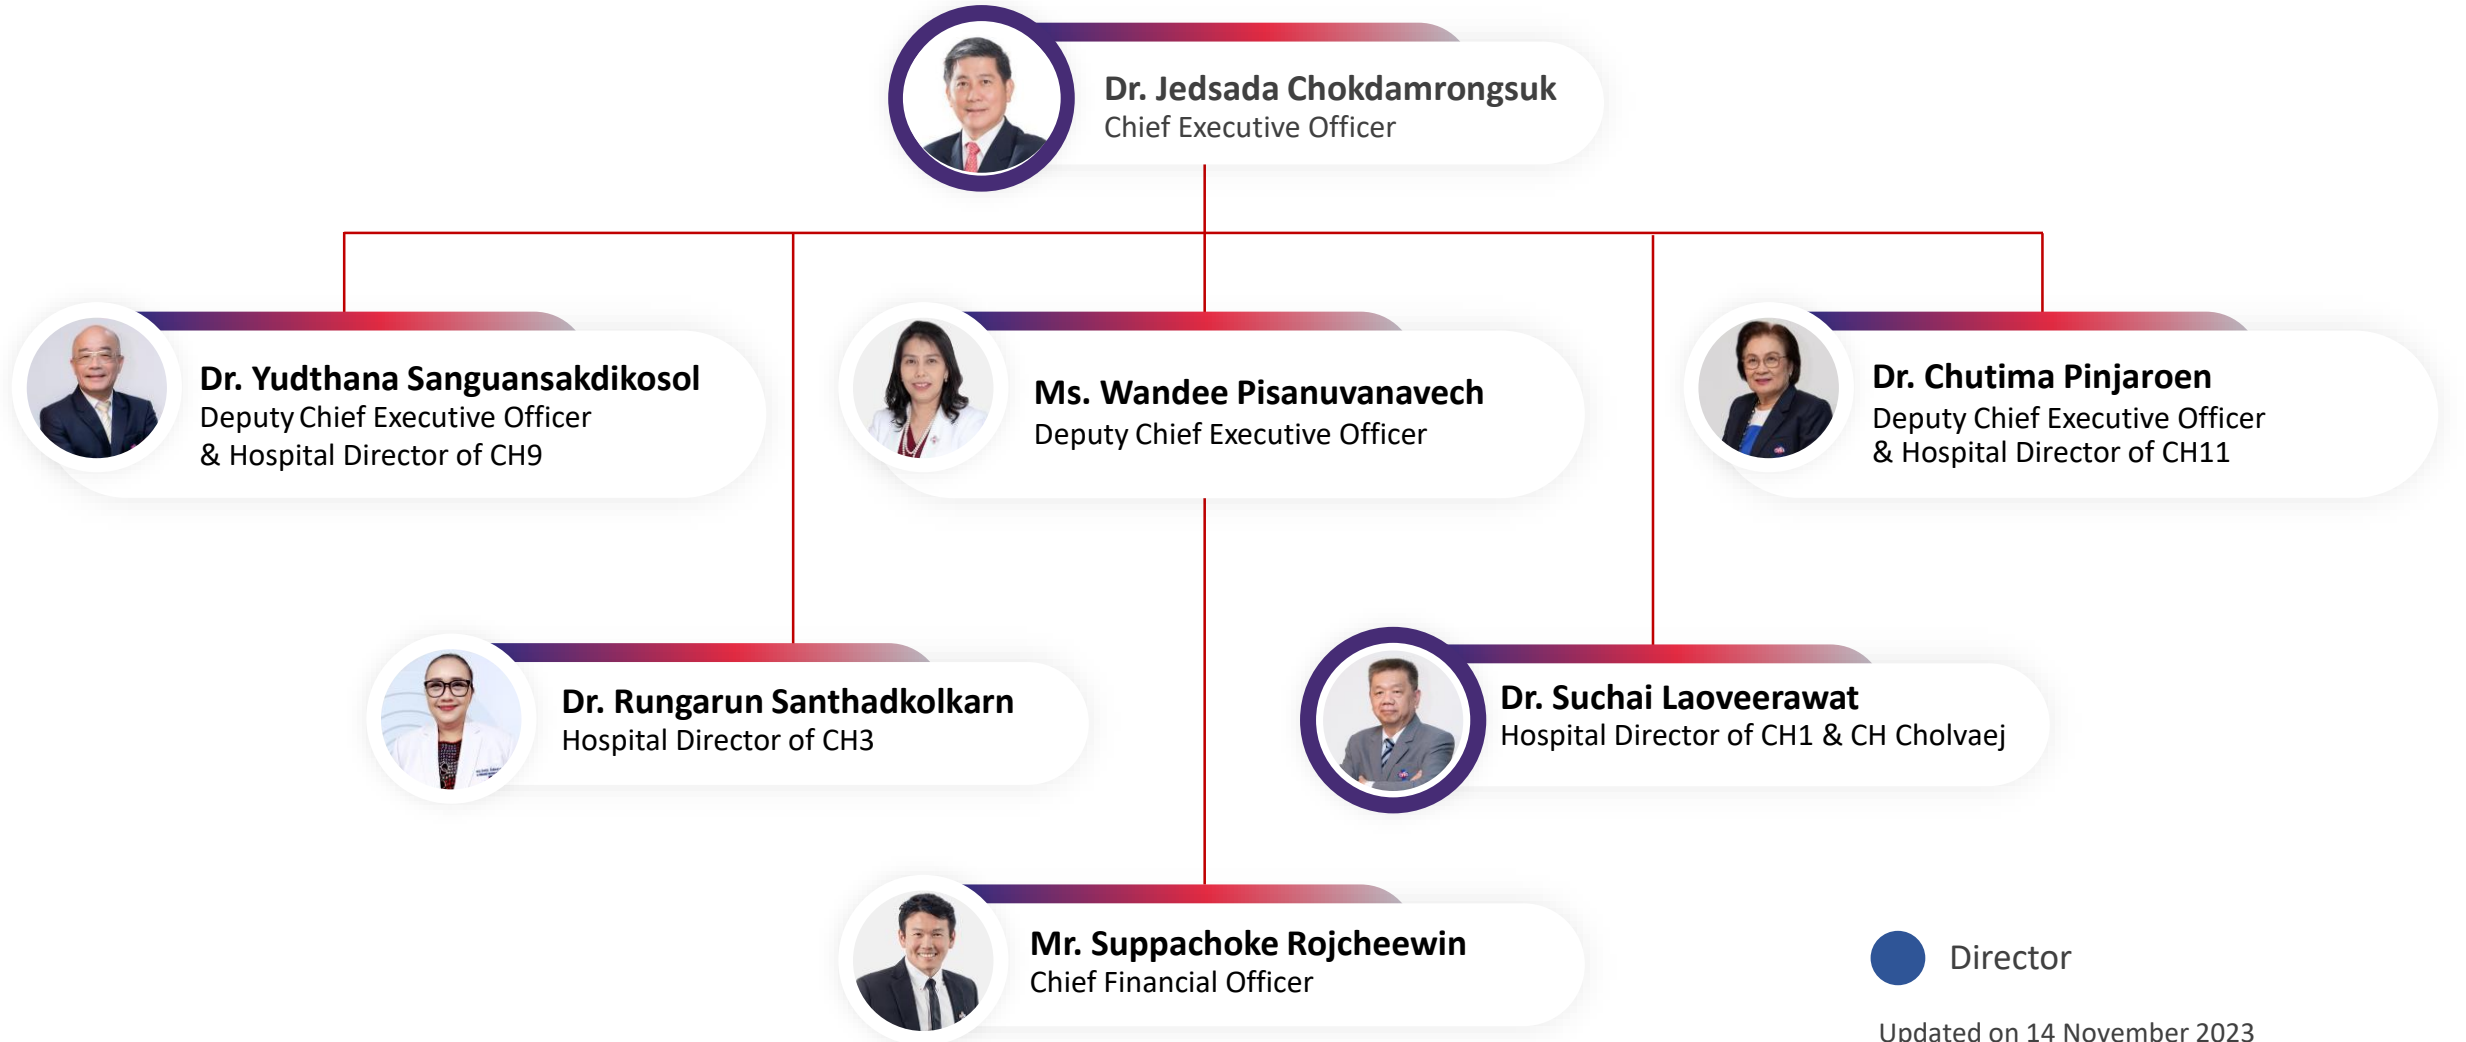 Dr. Jedsada Chokdamrongsuk
Chief Executive Officer
Dr. Yudthana Sanguansakdikosol
Deputy Chief Executive Officer
& Hospital Director of CH9
Ms. Wandee Pisanuvanavech
Deputy Chief Executive Officer
Dr. Chutima Pinjaroen
Deputy Chief Executive Officer
& Hospital Director of CH11
Dr. Rungarun Santhadkolkarn
Hospital Director of CH3
Dr. Suchai Laoveerawat
Hospital Director of CH1 & CH Cholvaej
Mr. Suppachoke Rojcheewin
Chief Financial Officer
Director
Updated on 14 November 2023